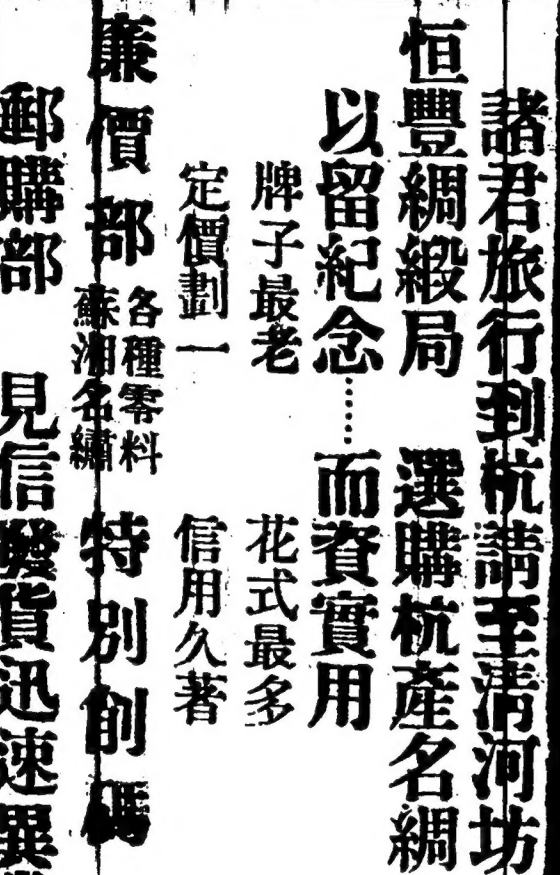 諸君旅行到杭請至清河坊
恒豐綢緞局 選購杭產名綢
以留紀念……而資實用
牌子最老 花式最多
定價劃一 信用久著
廉價部 各種零料 蘇湘名繡 特別削碼
郵購部 見信發貨迅速異